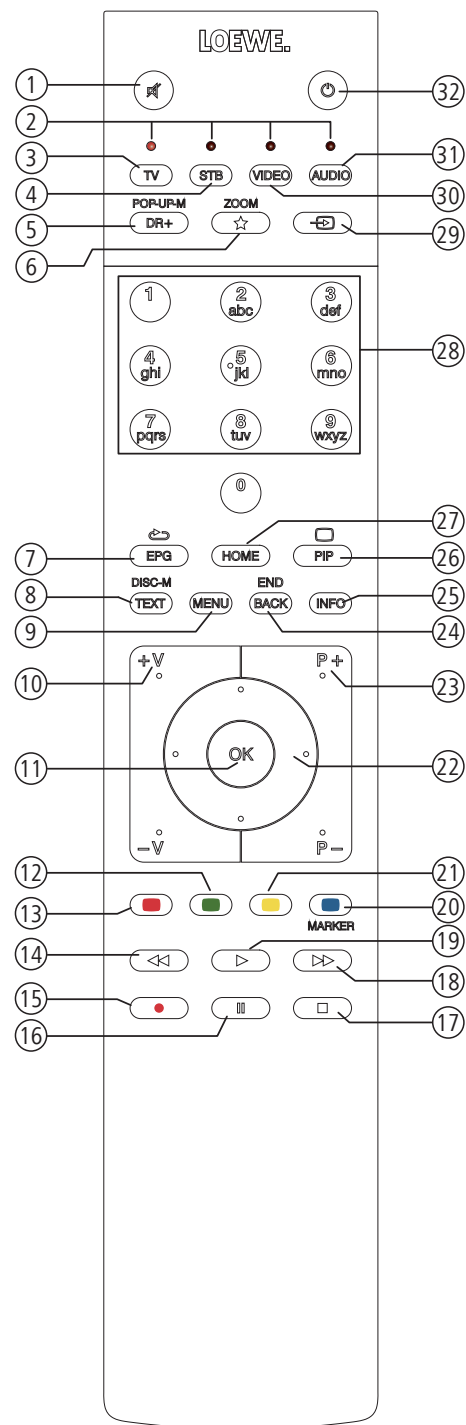 LOEWE.
1
32
2
3
TV
STB
VIDEO
AUDIO
31
4
30
POP-UP-M
ZOOM
5
DR+
29
6
1
2
abc
3
def
4
ghi
5
jkl
6
mno
28
7
pqrs
8
tuv
9
wxyz
0
27
7
EPG
HOME
PIP
26
DISC-M
END
8
TEXT
MENU
BACK
INFO
25
9
24
+V
P+
10
23
11
OK
22
–V
P–
12
21
13
20
MARKER
14
19
18
15
16
17